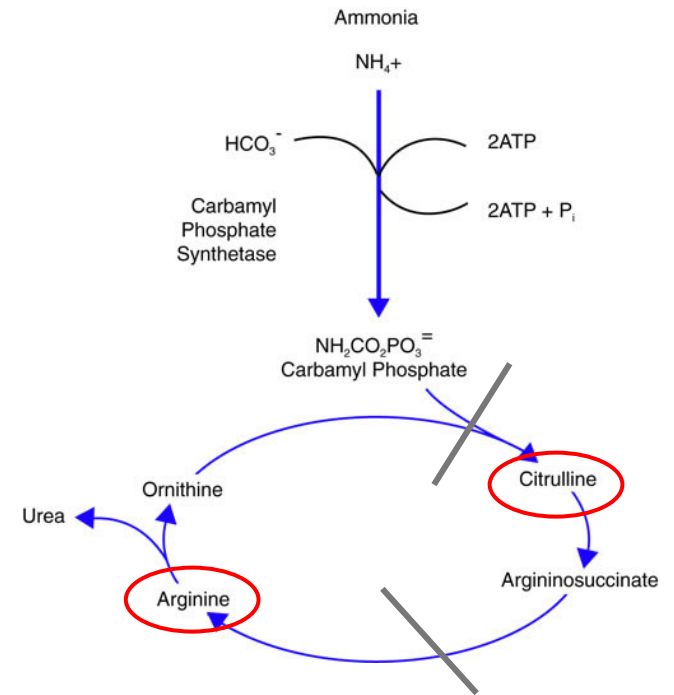 Ammonia
NH₄+
HCO₃⁻
2ATP
Carbamyl
Phosphate
Synthetase
2ATP + Pᵢ
NH₂CO₂PO₃⁼
Carbamyl Phosphate
Citrulline
Ornithine
Urea
Argininosuccinate
Arginine